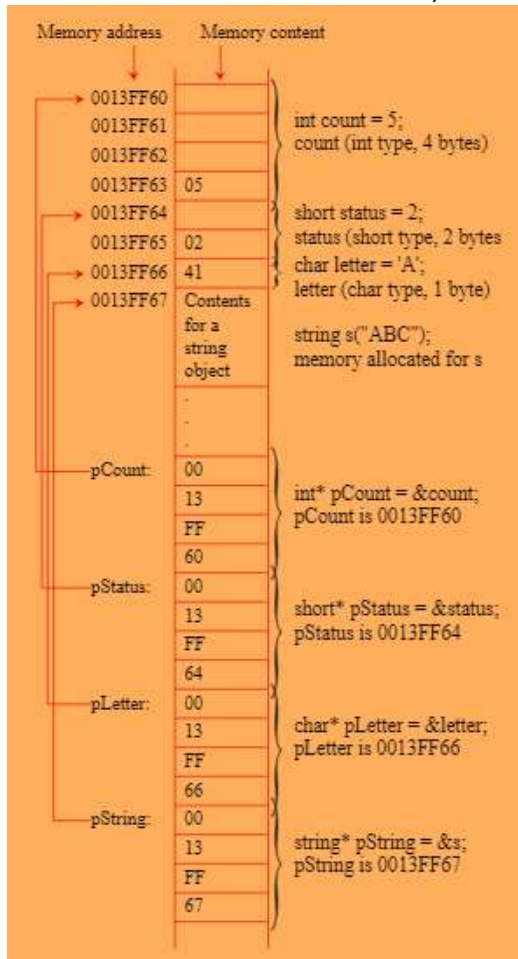 Memory address Memory content
0013FF60
0013FF61
0013FF62
0013FF63 05
int count = 5;
count (int type, 4 bytes)
0013FF64
0013FF65 02
short status = 2;
status (short type, 2 bytes
0013FF66 41
char letter = 'A';
letter (char type, 1 byte)
0013FF67 Contents
for a
string
object
string s("ABC");
memory allocated for s
.
.
.
pCount: 00
13
FF
60
int* pCount = &count;
pCount is 0013FF60
pStatus: 00
13
FF
64
short* pStatus = &status;
pStatus is 0013FF64
pLetter: 00
13
FF
66
char* pLetter = &letter;
pLetter is 0013FF66
pString: 00
13
FF
67
string* pString = &s;
pString is 0013FF67